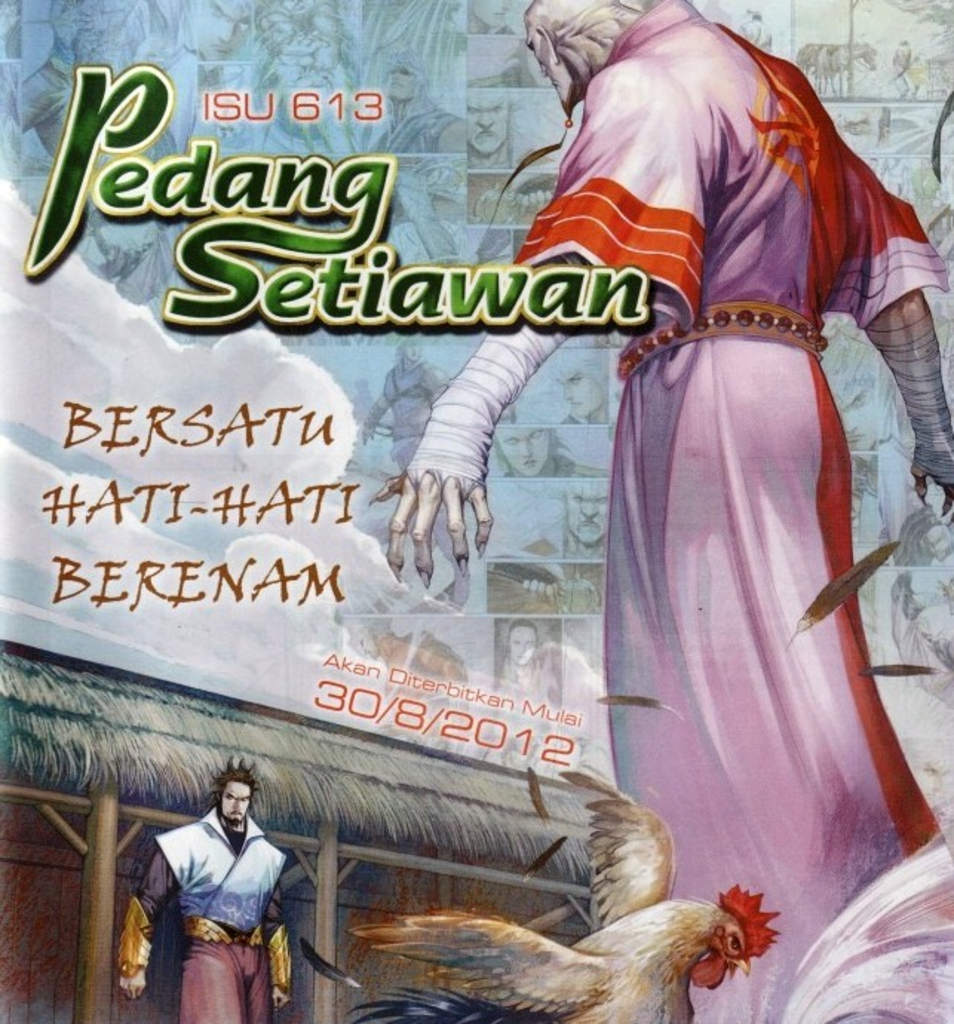 ISU 613
Pedang
Setiawan
BERSATU
HATI-HATI
BERENAM
Akan Diterbitkan Mulai
30/8/2012